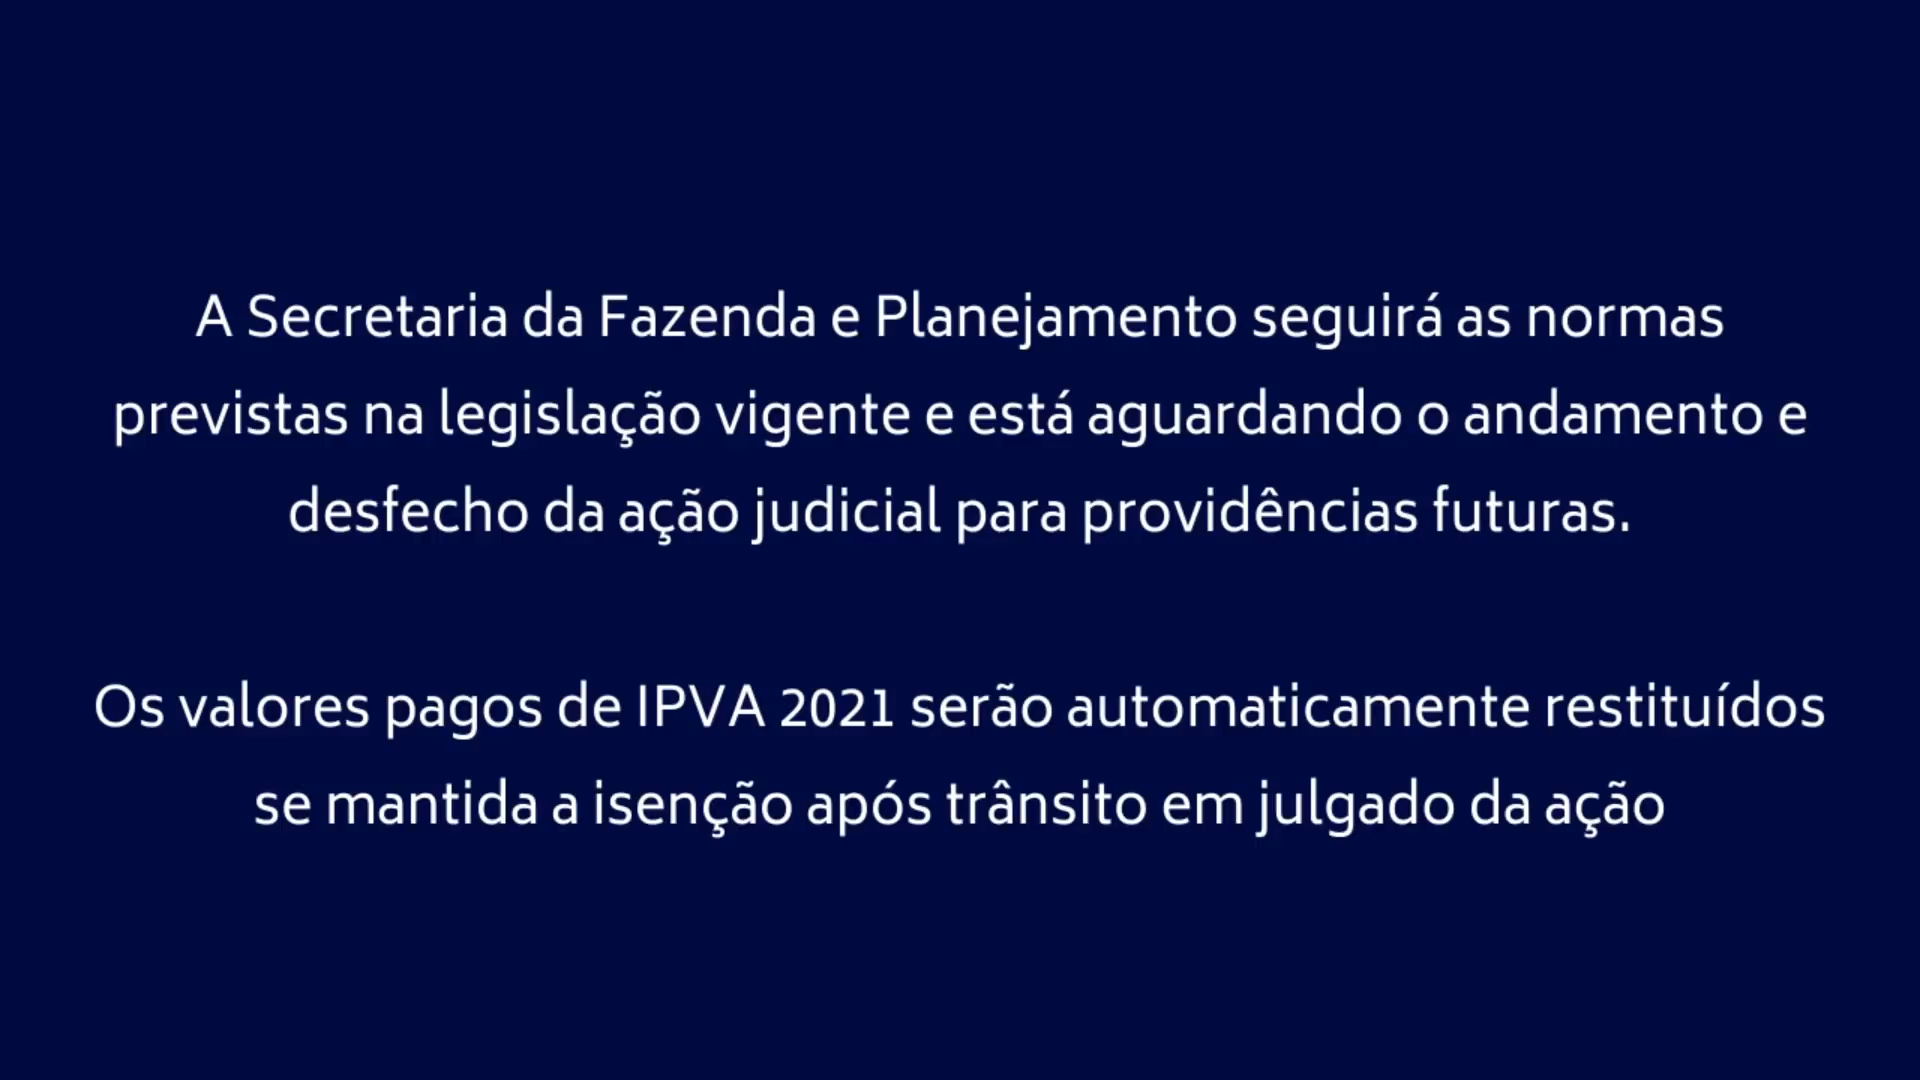 A Secretaria da Fazenda e Planejamento seguirá as normas
previstas na legislação vigente e está aguardando o andamento e
desfecho da ação judicial para providências futuras.
Os valores pagos de IPVA 2021 serão automaticamente restituídos
se mantida a isenção após trânsito em julgado da ação